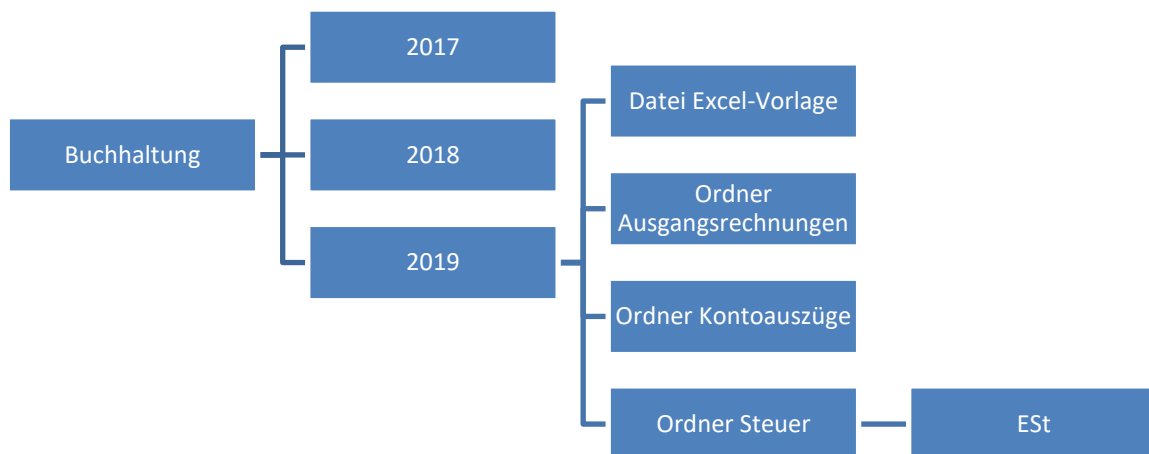 Buchhaltung
2017
2018
2019
Datei Excel-Vorlage
Ordner
Ausgangsrechnungen
Ordner Kontoauszüge
Ordner Steuer
ESt